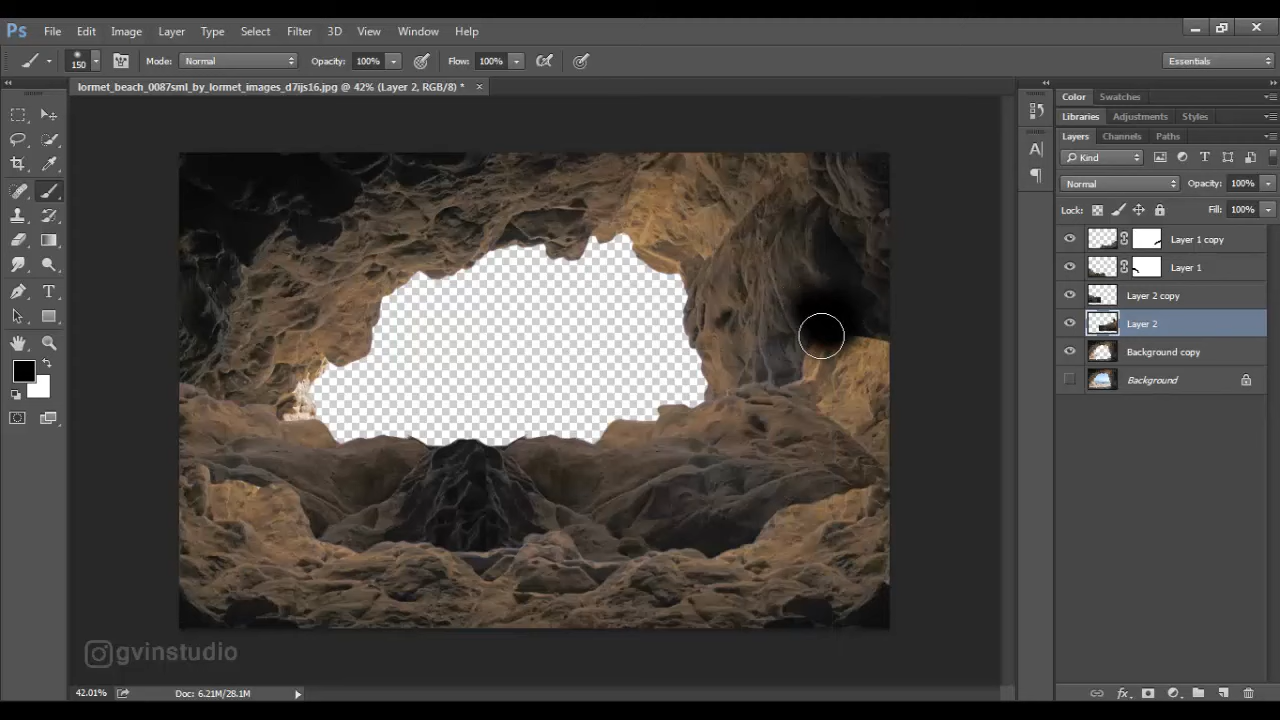 Ps File Edit Image Layer Type Select Filter 3D View Window Help
150 Mode: Normal Opacity: 100% Flow: 100% Essentials
lormet_beach_0087sml_by_lormet_images_d7ijs16.jpg @ 42% (Layer 2, RGB/8) *
Color Swatches
Libraries Adjustments Styles
Layers Channels Paths
Kind
Normal Opacity: 100%
Lock: Fill: 100%
Layer 1 copy
Layer 1
Layer 2 copy
Layer 2
Background copy
Background
gvinstudio
42.01% Doc: 6.21M/28.1M